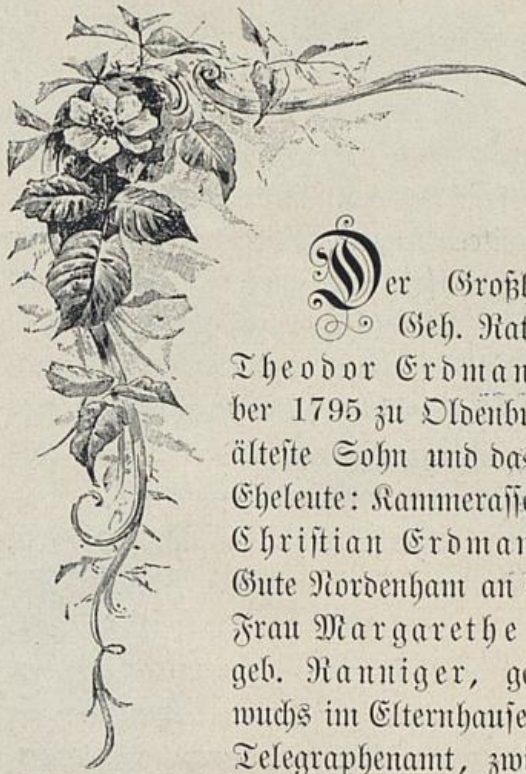 Der Großh
Geh. Rat
Theodor Erdman
ber 1795 zu Oldenbu
älteste Sohn und das
Eheleute: Kammerasse
Christian Erdman
Gute Nordenham an
Frau Margarethe
geb. Ranniger, ge
wuchs im Elternhause
Telegraphenamt, zw